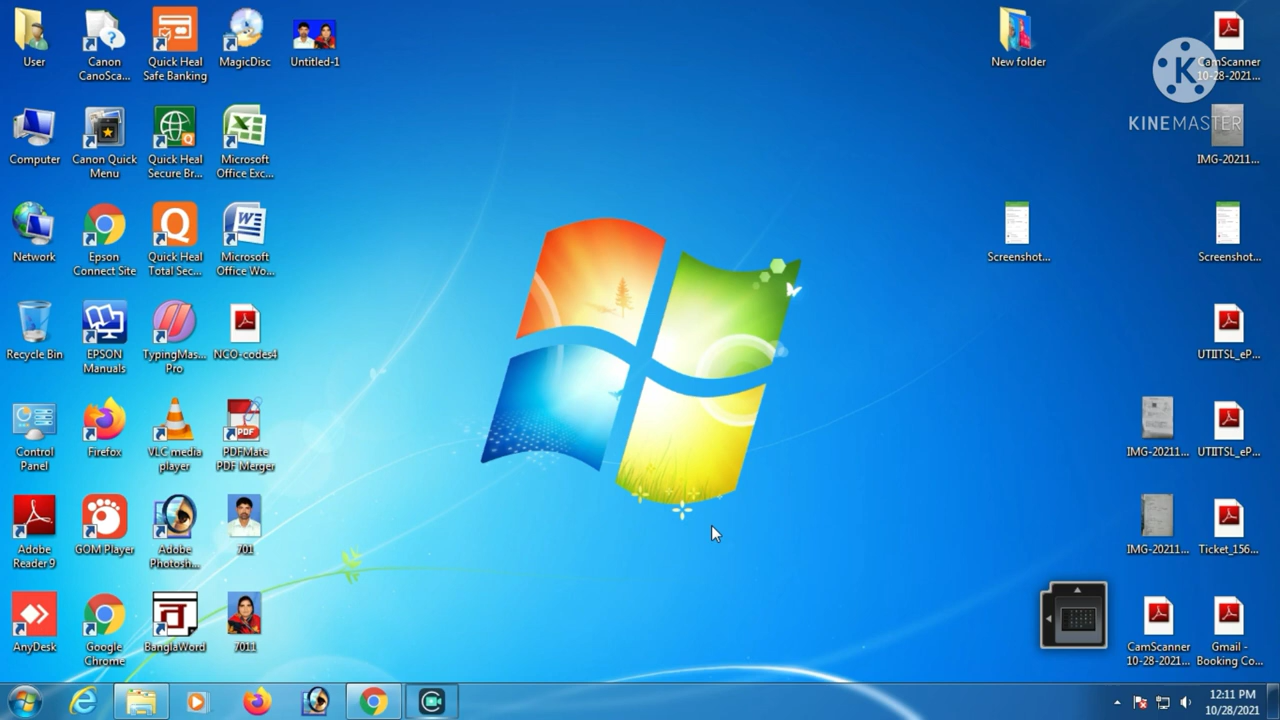 User
Canon
CanoSca...
Quick Heal
Safe Banking
MagicDisc
Untitled-1
New folder
CamScanner
10-28-2021...
KINEMASTER
Computer
Canon Quick
Menu
Quick Heal
Secure Br...
Microsoft
Office Exc...
IMG-20211...
Network
Epson
Connect Site
Quick Heal
Total Sec...
Microsoft
Office Wo...
Screenshot...
Screenshot...
Recycle Bin
EPSON
Manuals
TypingMas...
Pro
NCO-codes4
UTIITSL_eP...
Control
Panel
Firefox
VLC media
player
PDF
PDFMate
PDF Merger
IMG-20211...
UTIITSL_eP...
Adobe
Reader 9
GOM Player
Adobe
Photosh...
701
IMG-20211...
Ticket_156...
AnyDesk
Google
Chrome
BanglaWord
7011
CamScanner
10-28-2021...
Gmail -
Booking Co...
12:11 PM
10/28/2021